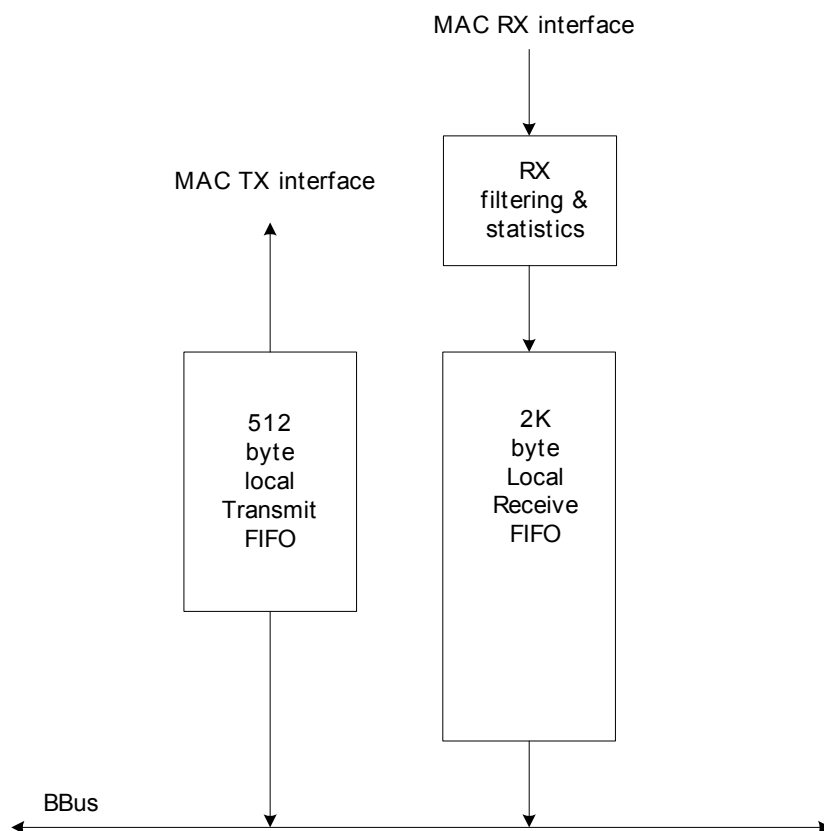 MAC RX interface
RX
filtering &
statistics
MAC TX interface
512
byte
local
Transmit
FIFO
2K
byte
Local
Receive
FIFO
BBus